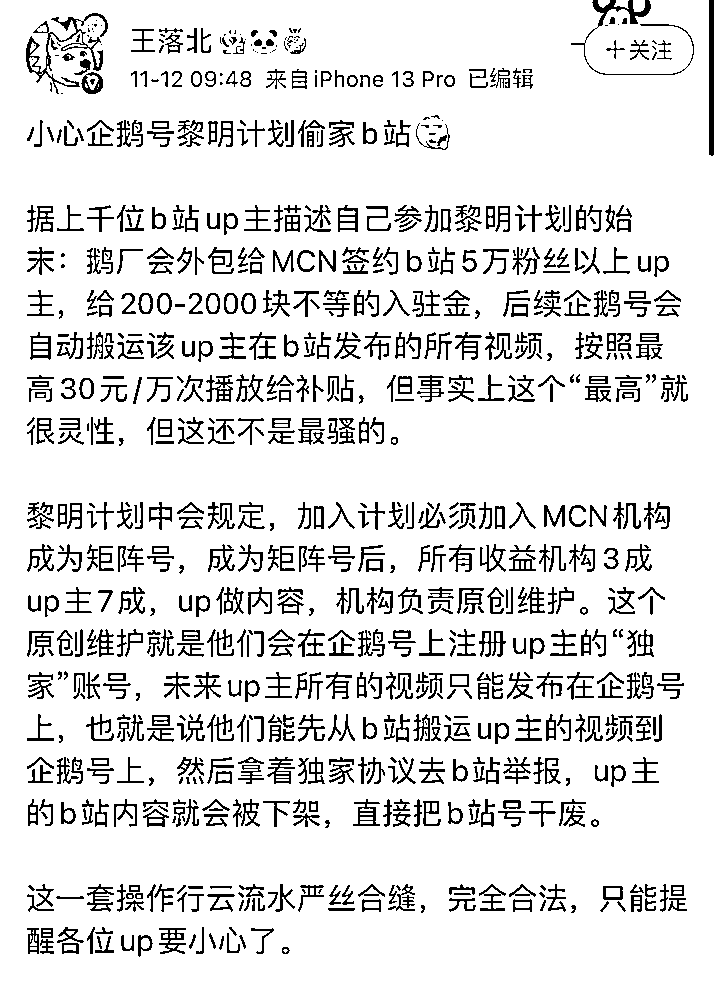 王落北
+关注
11-12 09:48 来自iPhone 13 Pro 已编辑
小心企鹅号黎明计划偷家b站
据上千位b站up主描述自己参加黎明计划的始
末：鹅厂会外包给MCN签约b站5万粉丝以上up
主，给200-2000块不等的入驻金，后续企鹅号会
自动搬运该up主在b站发布的所有视频，按照最
高30元/万次播放给补贴，但事实上这个“最高”就
很灵性，但这还不是最骚的。
黎明计划中会规定，加入计划必须加入MCN机构
成为矩阵号，成为矩阵号后，所有收益机构3成
up主7成，up做内容，机构负责原创维护。这个
原创维护就是他们会在企鹅号上注册up主的“独
家”账号，未来up主所有的视频只能发布在企鹅号
上，也就是说他们能先从b站搬运up主的视频到
企鹅号上，然后拿着独家协议去b站举报，up主
的b站内容就会被下架，直接把b站号干废。
这一套操作行云流水严丝合缝，完全合法，只能提
醒各位up要小心了。